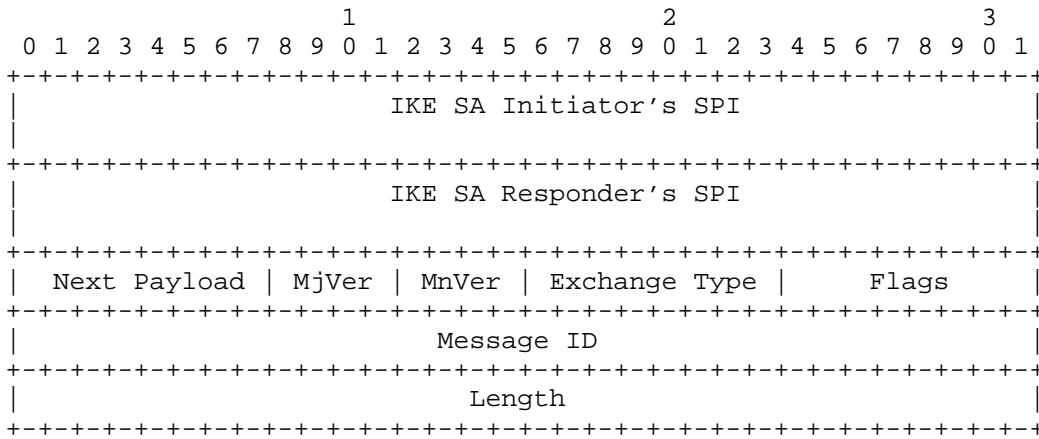 1                   2                   3
 0 1 2 3 4 5 6 7 8 9 0 1 2 3 4 5 6 7 8 9 0 1 2 3 4 5 6 7 8 9 0 1
+-+-+-+-+-+-+-+-+-+-+-+-+-+-+-+-+-+-+-+-+-+-+-+-+-+-+-+-+-+-+-+-+
|                       IKE SA Initiator’s SPI                  |
|                                                               |
+-+-+-+-+-+-+-+-+-+-+-+-+-+-+-+-+-+-+-+-+-+-+-+-+-+-+-+-+-+-+-+-+
|                       IKE SA Responder’s SPI                  |
|                                                               |
+-+-+-+-+-+-+-+-+-+-+-+-+-+-+-+-+-+-+-+-+-+-+-+-+-+-+-+-+-+-+-+-+
|  Next Payload | MjVer | MnVer | Exchange Type |     Flags     |
+-+-+-+-+-+-+-+-+-+-+-+-+-+-+-+-+-+-+-+-+-+-+-+-+-+-+-+-+-+-+-+-+
|                          Message ID                           |
+-+-+-+-+-+-+-+-+-+-+-+-+-+-+-+-+-+-+-+-+-+-+-+-+-+-+-+-+-+-+-+-+
|                            Length                             |
+-+-+-+-+-+-+-+-+-+-+-+-+-+-+-+-+-+-+-+-+-+-+-+-+-+-+-+-+-+-+-+-+